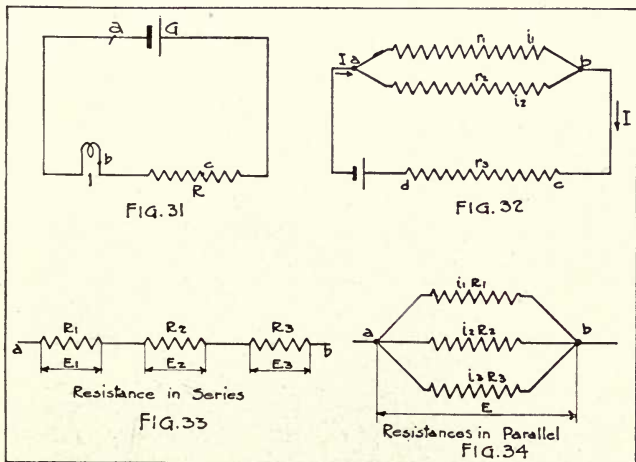 a G
b c
l R
FIG.31
r1 i1
I a b
r2
i2
I
r3
d c
FIG.32
R1 R2 R3
a b
E1 E2 E3
Resistance in Series
FIG.33
i1 R1
a i2 R2 b
i3 R3
E
Resistances in Parallel
FIG.34